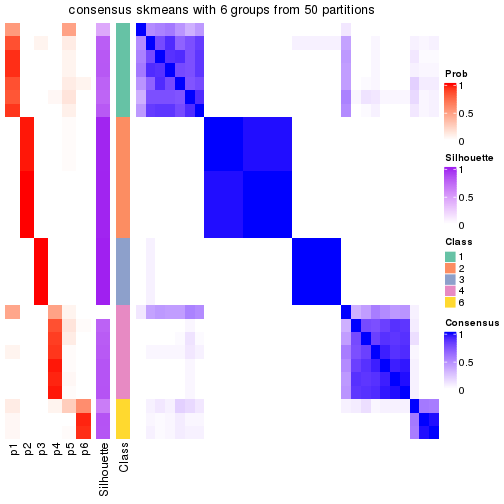 consensus skmeans with 6 groups from 50 partitions
Prob
1
0.5
0
Silhouette
1
0.5
0
Class
1
2
3
4
6
Consensus
1
0.5
0
p1
p2
p3
p4
p5
p6
Silhouette
Class